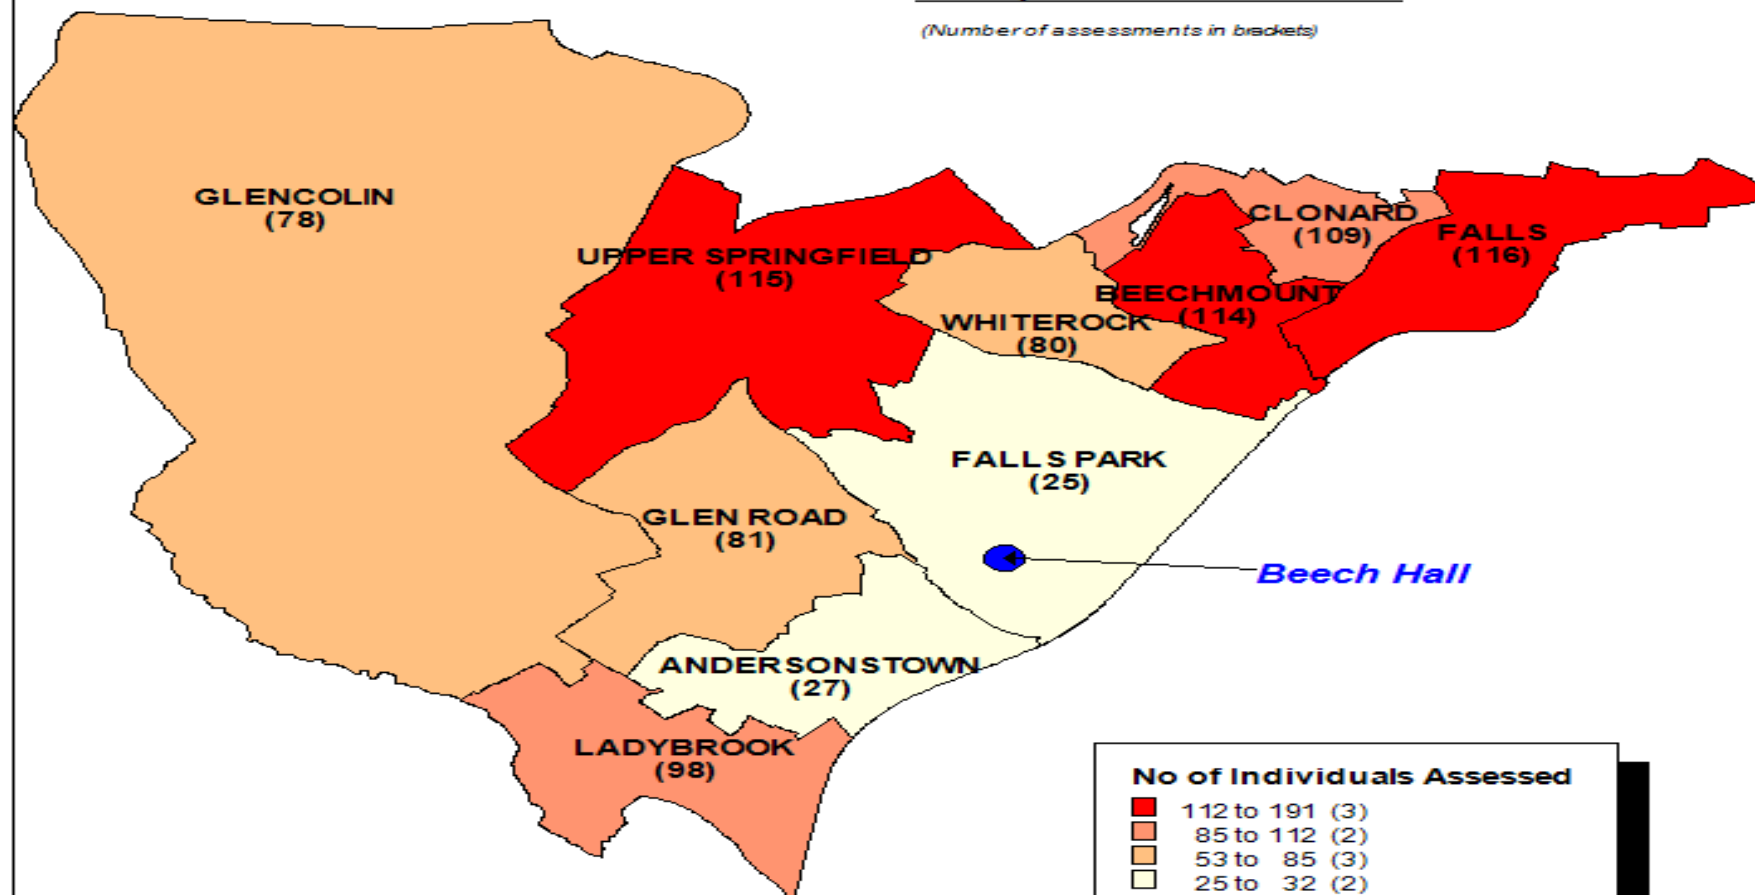 (Number of assessments in brackets)
GLENCOLIN
(78)
UPPER SPRINGFIELD
(115)
CLONARD
(109)
FALLS
(116)
BEECHMOUNT
(114)
WHITEROCK
(80)
FALLS PARK
(25)
GLEN ROAD
(81)
Beech Hall
ANDERSONSTOWN
(27)
LADYBROOK
(98)
No of Individuals Assessed
112 to 191 (3)
85 to 112 (2)
53 to 85 (3)
25 to 32 (2)